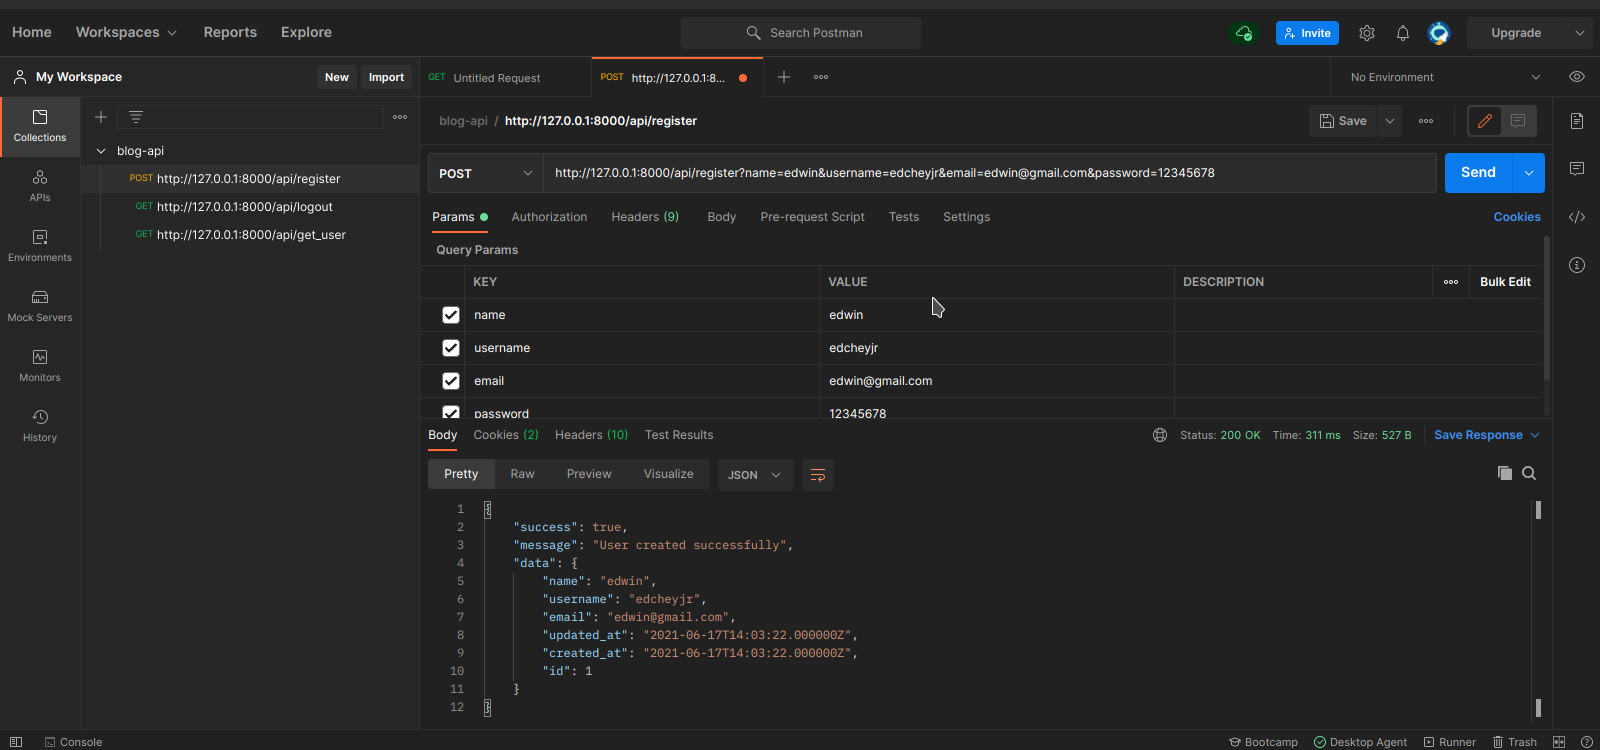 Home Workspaces Reports Explore Search Postman Invite Upgrade
My Workspace New Import GET Untitled Request POST http://127.0.0.1:8... No Environment
Collections
blog-api / http://127.0.0.1:8000/api/register Save
blog-api
POST http://127.0.0.1:8000/api/register
GET http://127.0.0.1:8000/api/logout
GET http://127.0.0.1:8000/api/get_user
APIs
Environments
Mock Servers
Monitors
History
POST http://127.0.0.1:8000/api/register?name=edwin&username=edcheyjr&email=edwin@gmail.com&password=12345678 Send
Params Authorization Headers (9) Body Pre-request Script Tests Settings Cookies
Query Params
KEY VALUE DESCRIPTION Bulk Edit
name edwin
username edcheyjr
email edwin@gmail.com
password 12345678
Body Cookies (2) Headers (10) Test Results Status: 200 OK Time: 311 ms Size: 527 B Save Response
Pretty Raw Preview Visualize JSON
1 {
2 "success": true,
3 "message": "User created successfully",
4 "data": {
5 "name": "edwin",
6 "username": "edcheyjr",
7 "email": "edwin@gmail.com",
8 "updated_at": "2021-06-17T14:03:22.000000Z",
9 "created_at": "2021-06-17T14:03:22.000000Z",
10 "id": 1
11 }
12 }
Console Bootcamp Desktop Agent Runner Trash